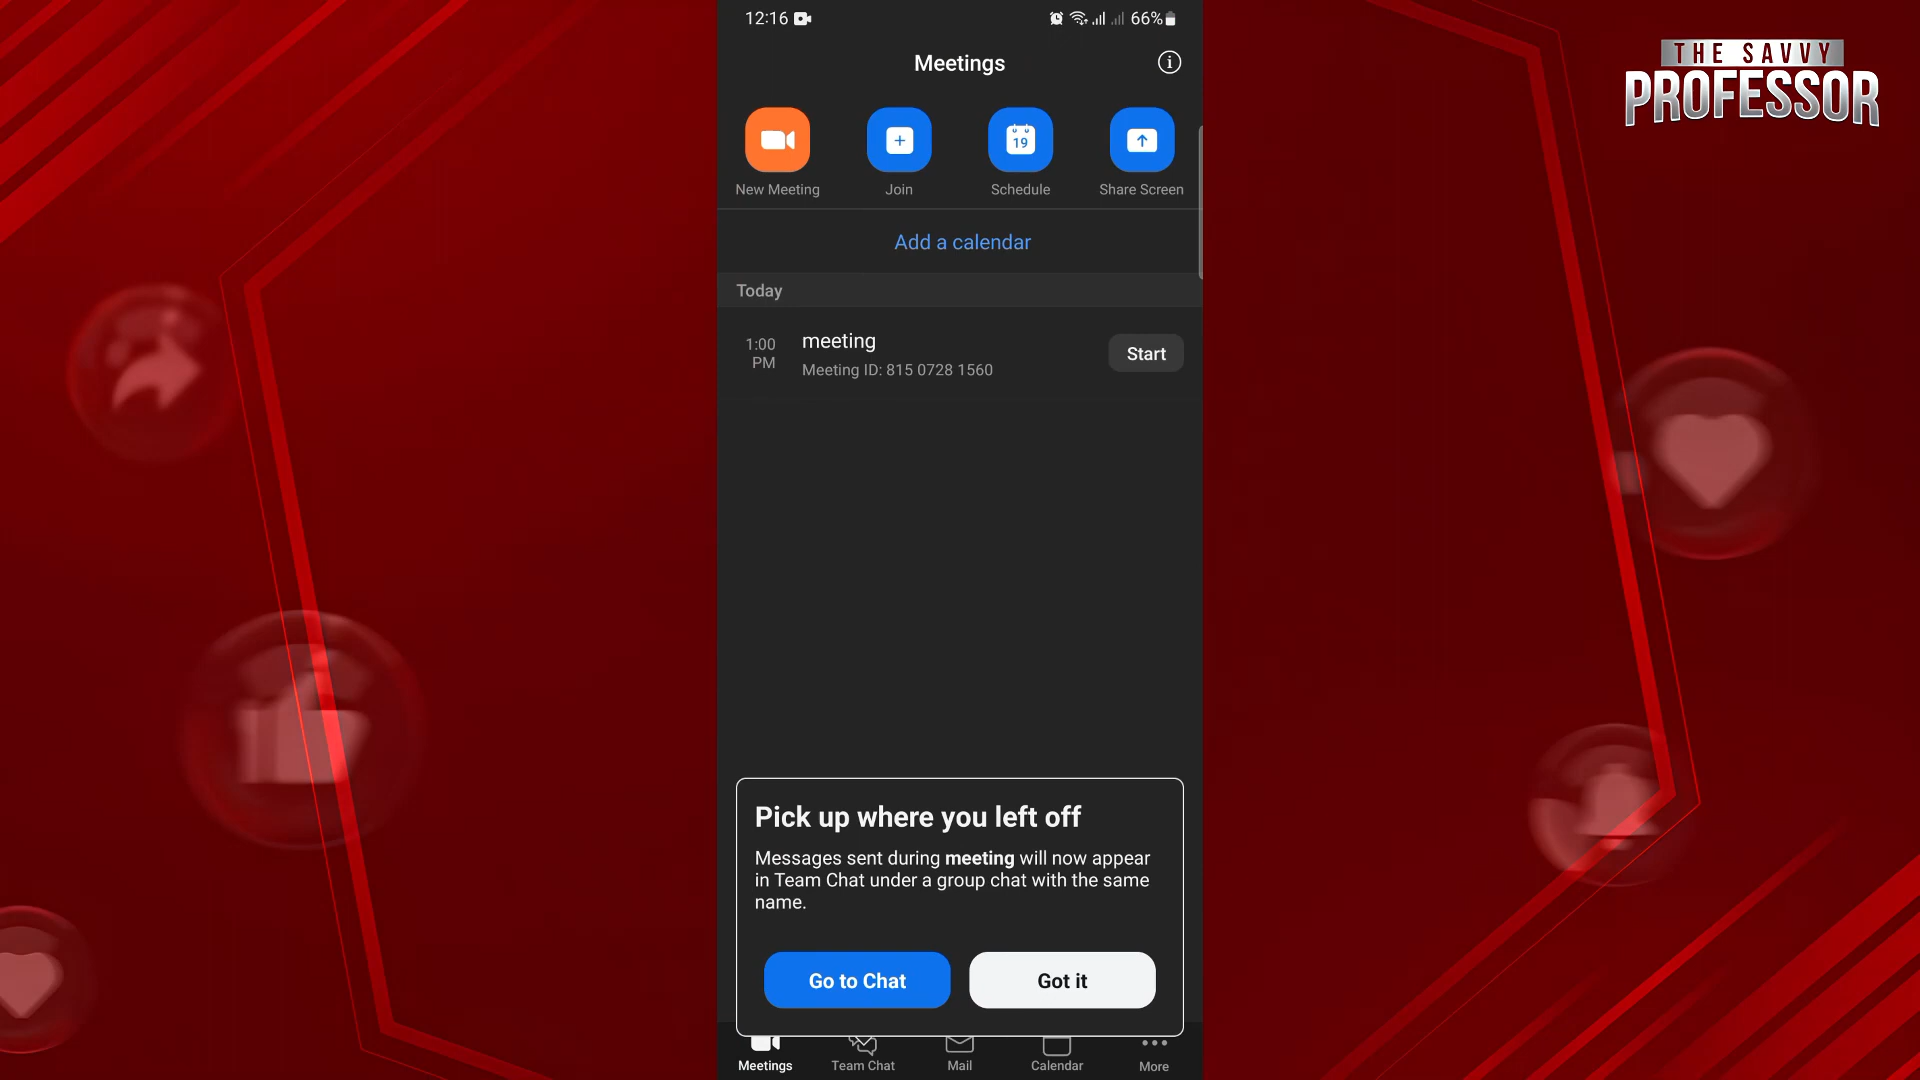 12:16
66%
THE SAVVY
PROFESSOR
Meetings
19
New Meeting
Join
Schedule
Share Screen
Add a calendar
Today
1:00
PM
meeting
Meeting ID: 815 0728 1560
Start
Pick up where you left off
Messages sent during meeting will now appear
in Team Chat under a group chat with the same
name.
Go to Chat
Got it
Meetings
Team Chat
Mail
Calendar
More